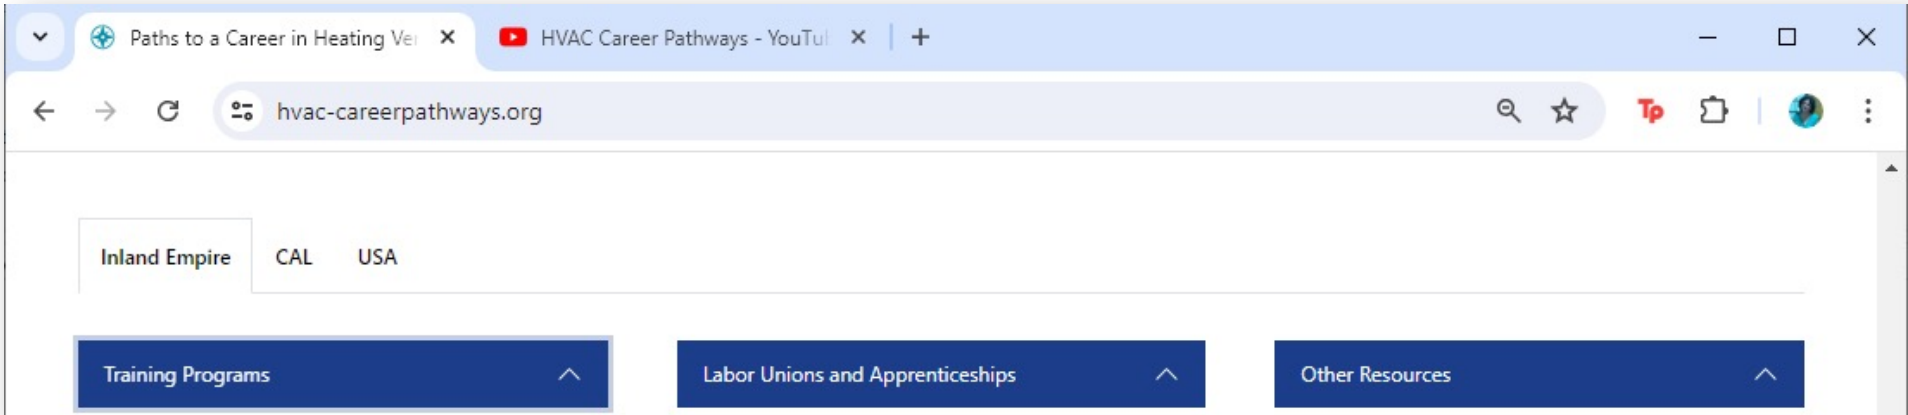 Paths to a Career in Heating Ve HVAC Career Pathways - YouTu
hvac-careerpathways.org
Tp
Inland Empire CAL USA
Training Programs Labor Unions and Apprenticeships Other Resources